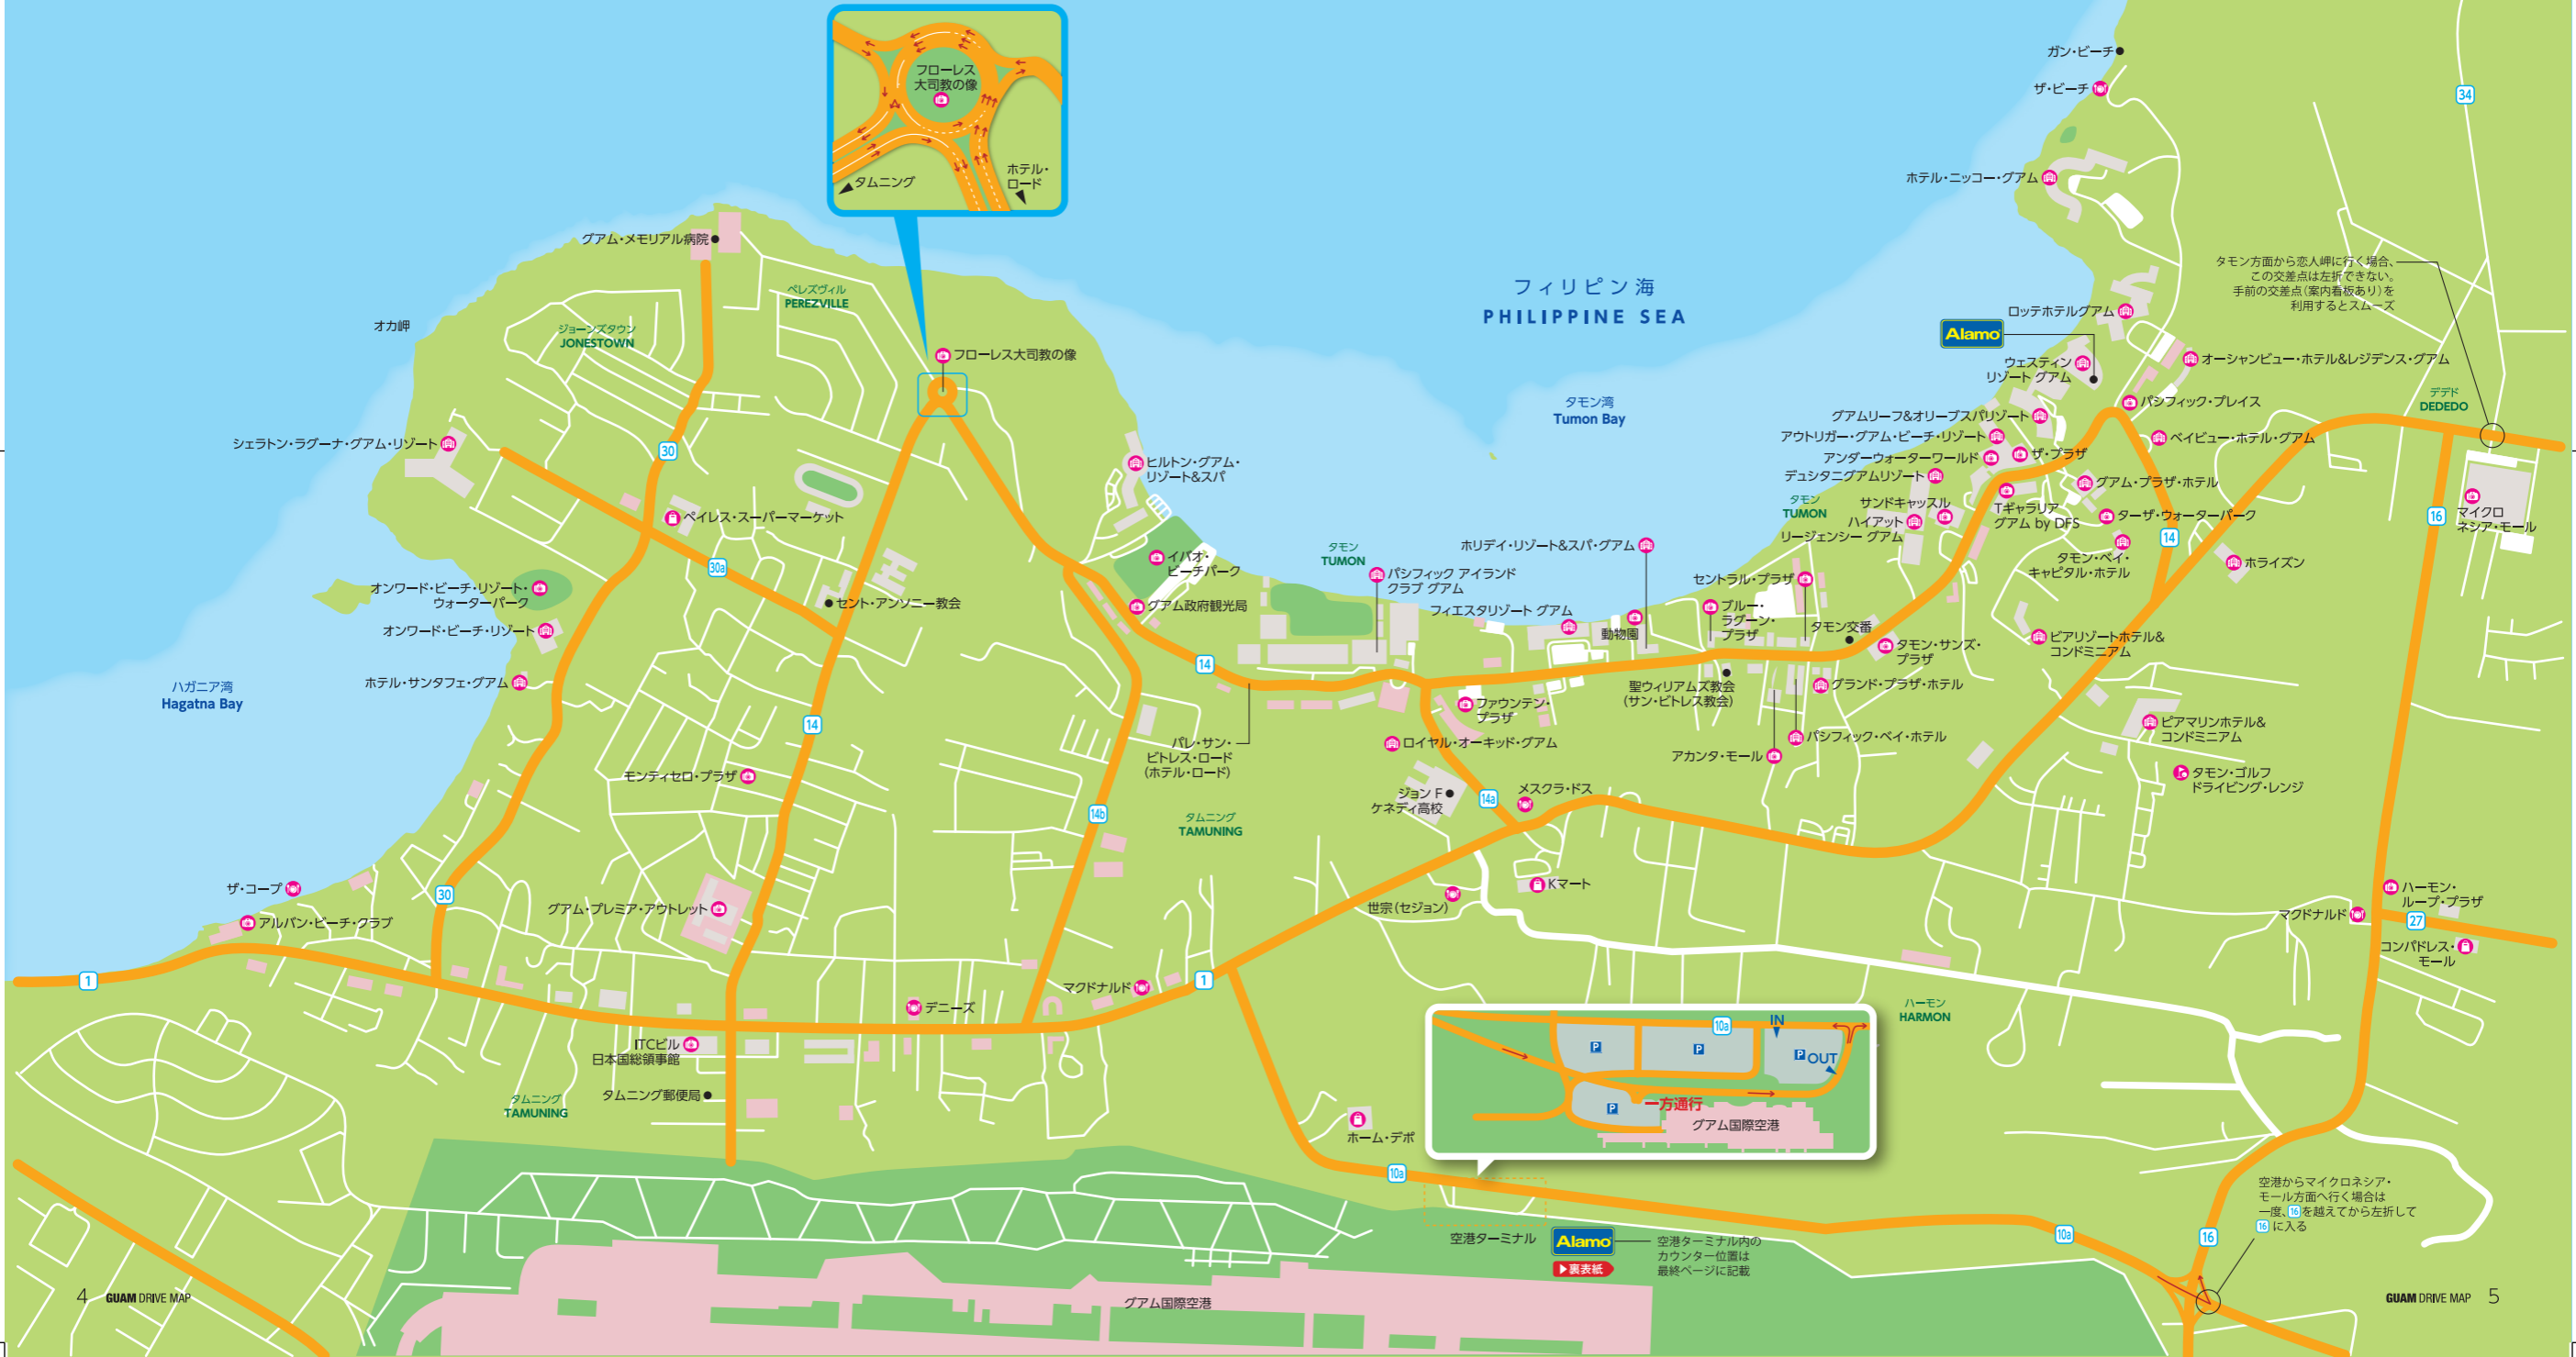 フローレス
大司教の像
タムニング
ホテル・
ロード
ガン・ビーチ
ザ・ビーチ
34
ホテル・ニッコー・グアム
グアム・メモリアル病院
タモン方面から恋人岬に行く場合、
この交差点は左折できない。
手前の交差点（案内看板あり）を
利用するとスムーズ
フィリピン海
PHILIPPINE SEA
ペレズヴィル
PEREZVILLE
オカ岬
ジョーンズタウン
JONESTOWN
ロッテホテルグアム
Alamo
フローレス大司教の像
ウェスティン
リゾート グアム
オーシャンビュー・ホテル&レジデンス・グアム
タモン湾
Tumon Bay
デデド
DEDEDO
パシフィック・プレイス
グアムリーフ&オリーブスパリゾート
アウトリガー・グアム・ビーチ・リゾート
ベイビュー・ホテル・グアム
シェラトン・ラグーナ・グアム・リゾート
30
アンダーウォーターワールド
ザ・プラザ
ヒルトン・グアム・
リゾート&スパ
デュシタニグアムリゾート
グアム・プラザ・ホテル
タモン
TUMON
サンドキャッスル
Tギャラリア
グアム by DFS
ターザ・ウォーターパーク
16
マイクロ
ネシア・モール
ペイレス・スーパーマーケット
ハイアット
リージェンシー グアム
14
30a
イパオ・
ビーチパーク
タモン
TUMON
ホリデイ・リゾート&スパ・グアム
タモン・ベイ・
キャピタル・ホテル
ホライズン
パシフィック アイランド
クラブ グアム
セントラル・プラザ
オンワード・ビーチ・リゾート・
ウォーターパーク
セント・アンソニー教会
グアム政府観光局
フィエスタリゾート グアム
ブルー・
ラグーン・
プラザ
オンワード・ビーチ・リゾート
動物園
タモン交番
タモン・サンズ・
プラザ
ピアリゾートホテル&
コンドミニアム
14
ハガニア湾
Hagatna Bay
ホテル・サンタフェ・グアム
聖ウィリアムズ教会
（サン・ビトレス教会）
グランド・プラザ・ホテル
ファウンテン・
プラザ
14
パレ・サン・
ビトレス・ロード
（ホテル・ロード）
ロイヤル・オーキッド・グアム
パシフィック・ベイ・ホテル
アカンタ・モール
ピアマリンホテル&
コンドミニアム
モンティセロ・プラザ
タモン・ゴルフ
ドライビング・レンジ
ジョン F
ケネディ高校
14a
メスクラ・ドス
14b
タムニング
TAMUNING
ザ・コープ
30
Kマート
世宗（セジョン）
アルパン・ビーチ・クラブ
グアム・プレミア・アウトレット
ハーモン・
ループ・プラザ
マクドナルド
27
コンパドレス・
モール
1
マクドナルド
1
デニーズ
ハーモン
HARMON
ITCビル
日本国総領事館
タムニング郵便局
タムニング
TAMUNING
10a
IN
P
P
P
OUT
P
一方通行
グアム国際空港
ホーム・デポ
10a
空港からマイクロネシア・
モール方面へ行く場合は
一度、16を越えてから左折して
16に入る
10a
16
空港ターミナル
Alamo
▶裏表紙
空港ターミナル内の
カウンター位置は
最終ページに記載
グアム国際空港
4 GUAM DRIVE MAP
GUAM DRIVE MAP 5